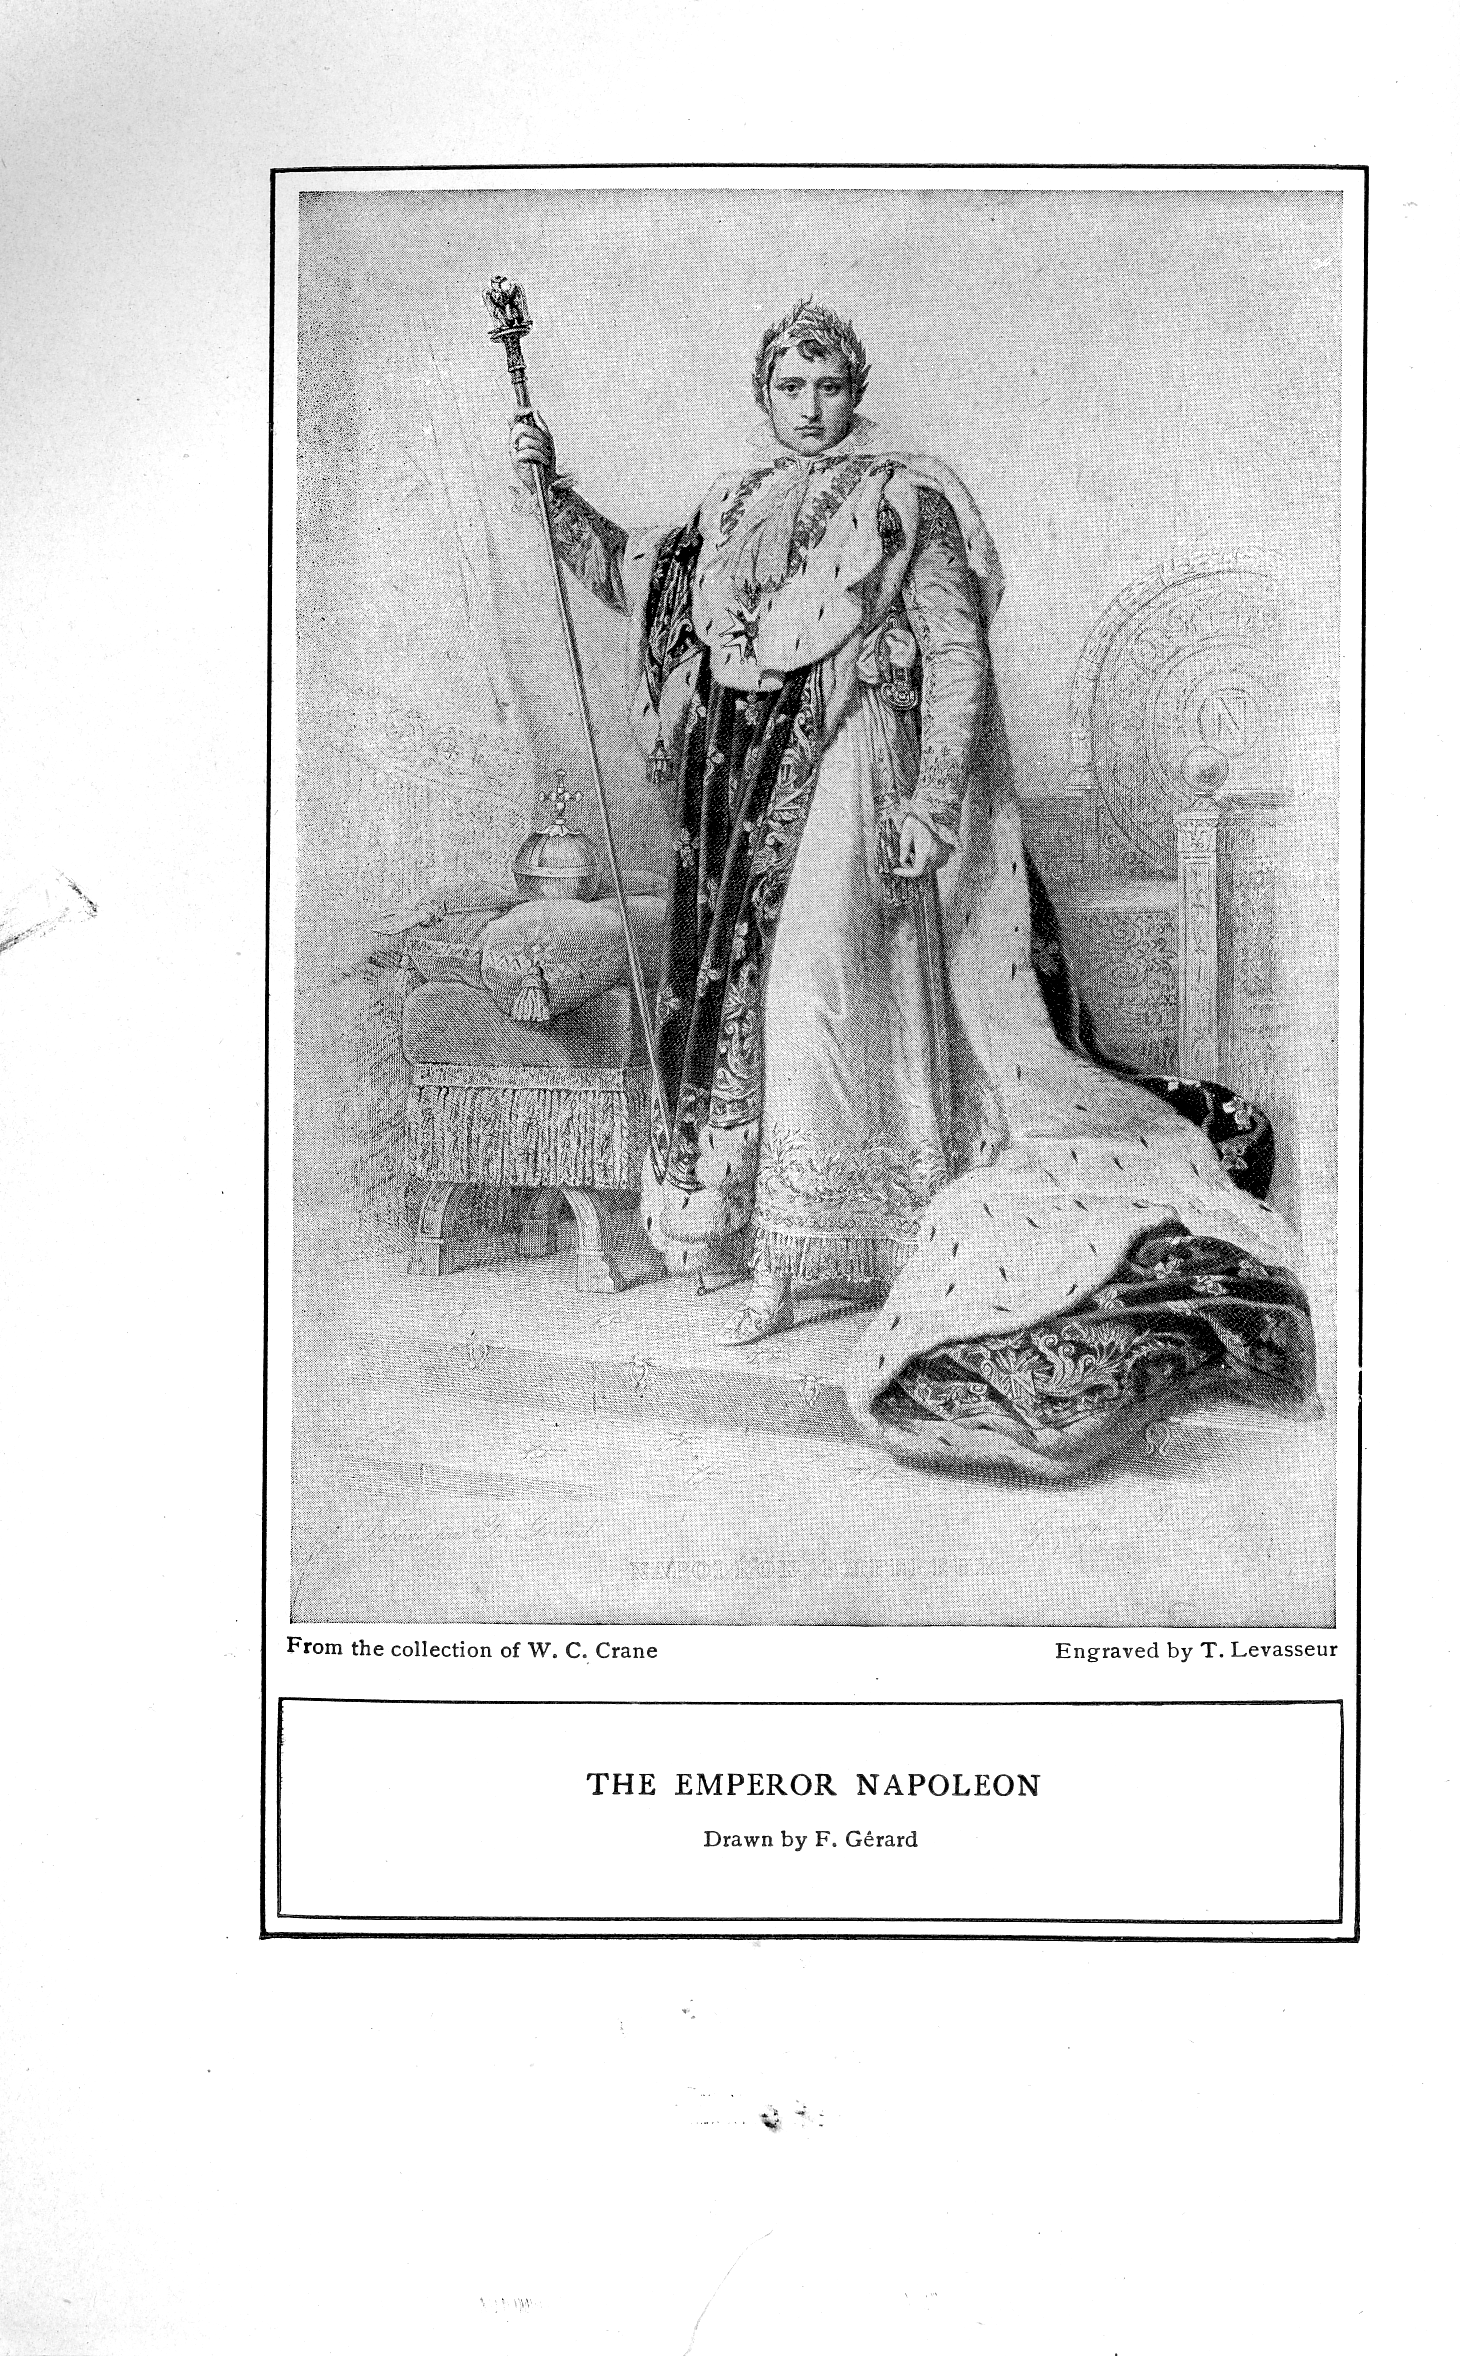 N
From the collection of W. C. Crane
Engraved by T. Levasseur
THE EMPEROR NAPOLEON
Drawn by F. Gérard